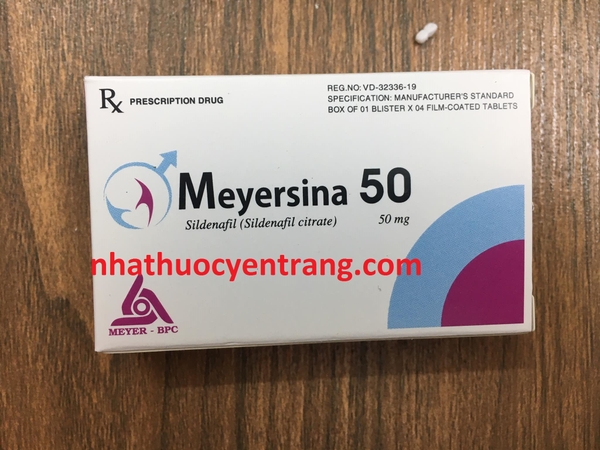 Rx PRESCRIPTION DRUG
REG.NO: VD-32336-19
SPECIFICATION: MANUFACTURER'S STANDARD
BOX OF 01 BLISTER X 04 FILM-COATED TABLETS
Meyersina 50
Sildenafil (Sildenafil citrate) 50 mg
nhathuocyentrang.com
MEYER - BPC